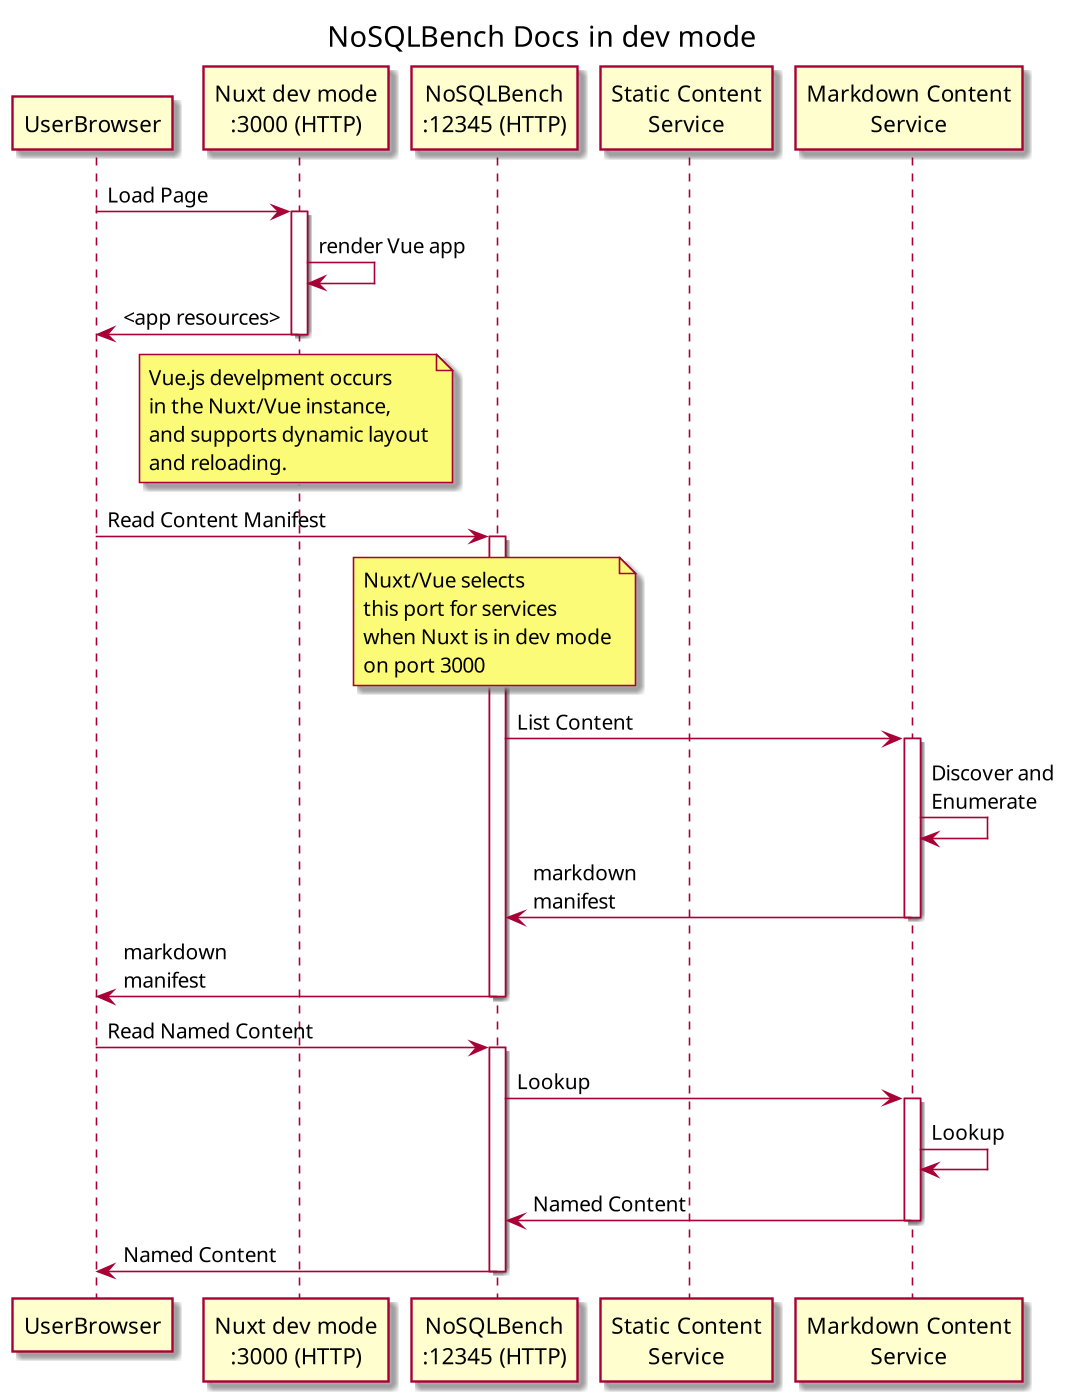 NoSQLBench Docs in dev mode
UserBrowser
Nuxt dev mode
:3000 (HTTP)
NoSQLBench
:12345 (HTTP)
Static Content
Service
Markdown Content
Service
Load Page
render Vue app
<app resources>
Vue.js develpment occurs
in the Nuxt/Vue instance,
and supports dynamic layout
and reloading.
Read Content Manifest
Nuxt/Vue selects
this port for services
when Nuxt is in dev mode
on port 3000
List Content
Discover and
Enumerate
markdown
manifest
markdown
manifest
Read Named Content
Lookup
Lookup
Named Content
Named Content
UserBrowser
Nuxt dev mode
:3000 (HTTP)
NoSQLBench
:12345 (HTTP)
Static Content
Service
Markdown Content
Service